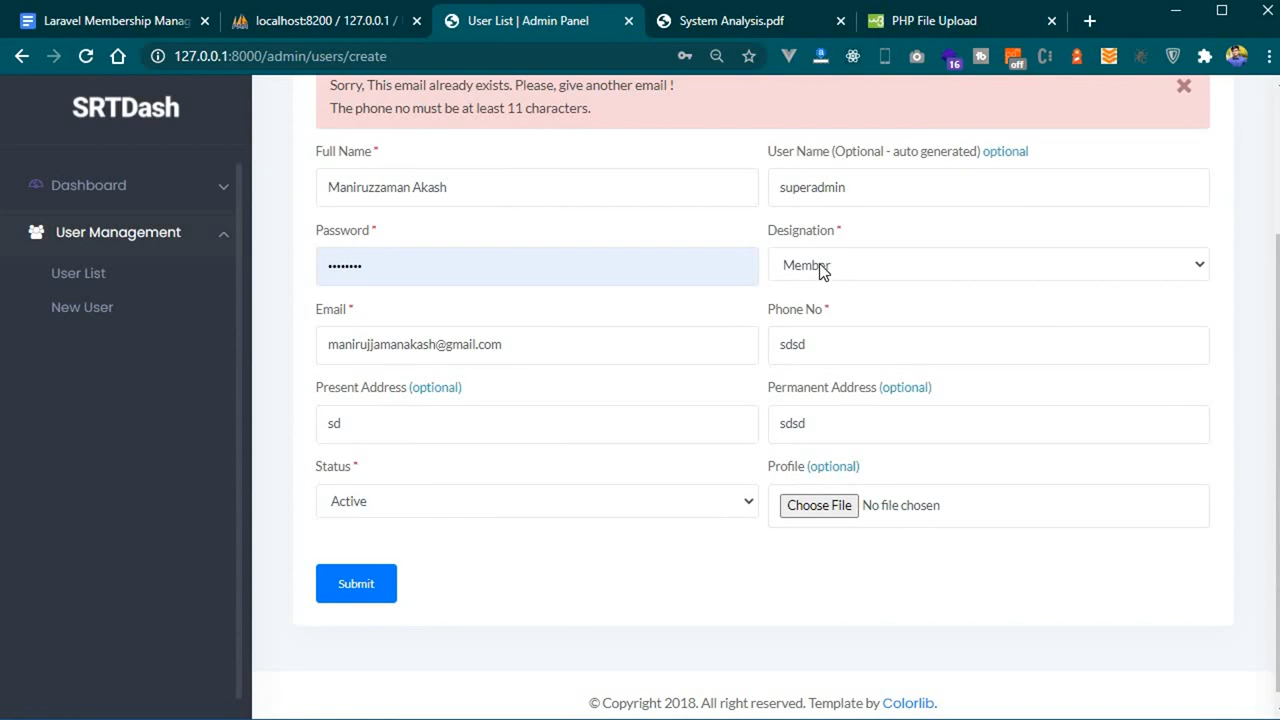 Laravel Membership Manag
localhost:8200 / 127.0.0.1 /
User List | Admin Panel
System Analysis.pdf
PHP File Upload
127.0.0.1:8000/admin/users/create
16
off
SRTDash
Dashboard
User Management
User List
New User
Sorry, This email already exists. Please, give another email !
The phone no must be at least 11 characters.
Full Name *
User Name (Optional - auto generated) optional
Maniruzzaman Akash
superadmin
Password *
Designation *
••••••••
Member
Email *
Phone No *
manirujjamanakash@gmail.com
sdsd
Present Address (optional)
Permanent Address (optional)
sd
sdsd
Status *
Profile (optional)
Active
Choose File No file chosen
Submit
© Copyright 2018. All right reserved. Template by Colorlib.